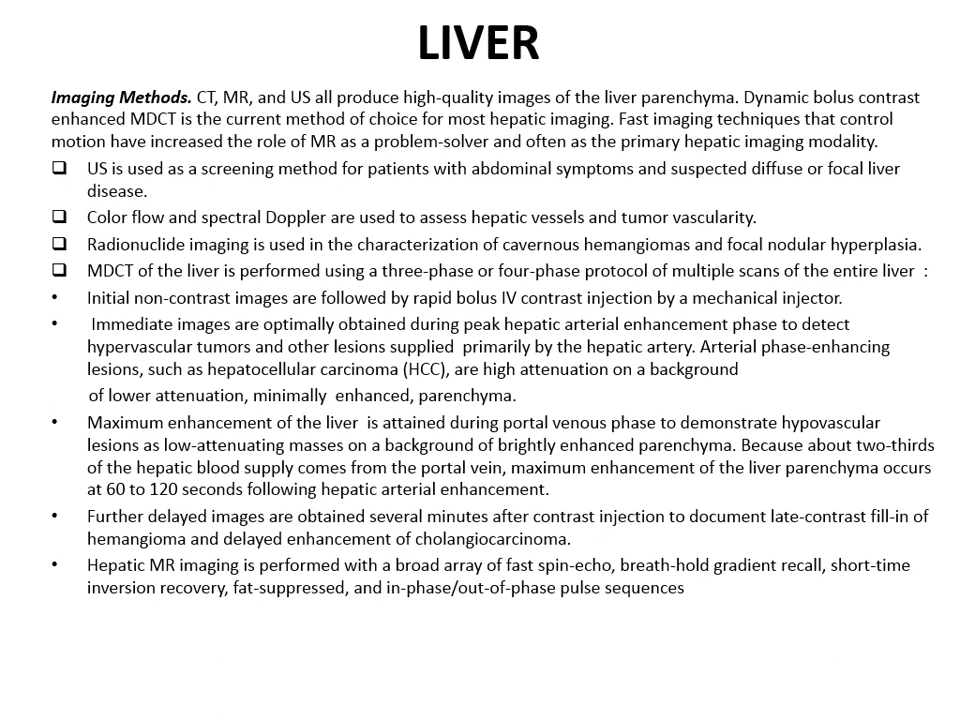 LIVER
Imaging Methods. CT, MR, and US all produce high-quality images of the liver parenchyma. Dynamic bolus contrast
enhanced MDCT is the current method of choice for most hepatic imaging. Fast imaging techniques that control
motion have increased the role of MR as a problem-solver and often as the primary hepatic imaging modality.
❑ US is used as a screening method for patients with abdominal symptoms and suspected diffuse or focal liver
disease.
❑ Color flow and spectral Doppler are used to assess hepatic vessels and tumor vascularity.
❑ Radionuclide imaging is used in the characterization of cavernous hemangiomas and focal nodular hyperplasia.
❑ MDCT of the liver is performed using a three-phase or four-phase protocol of multiple scans of the entire liver :
• Initial non-contrast images are followed by rapid bolus IV contrast injection by a mechanical injector.
• Immediate images are optimally obtained during peak hepatic arterial enhancement phase to detect
hypervascular tumors and other lesions supplied primarily by the hepatic artery. Arterial phase-enhancing
lesions, such as hepatocellular carcinoma (HCC), are high attenuation on a background
of lower attenuation, minimally enhanced, parenchyma.
• Maximum enhancement of the liver is attained during portal venous phase to demonstrate hypovascular
lesions as low-attenuating masses on a background of brightly enhanced parenchyma. Because about two-thirds
of the hepatic blood supply comes from the portal vein, maximum enhancement of the liver parenchyma occurs
at 60 to 120 seconds following hepatic arterial enhancement.
• Further delayed images are obtained several minutes after contrast injection to document late-contrast fill-in of
hemangioma and delayed enhancement of cholangiocarcinoma.
• Hepatic MR imaging is performed with a broad array of fast spin-echo, breath-hold gradient recall, short-time
inversion recovery, fat-suppressed, and in-phase/out-of-phase pulse sequences